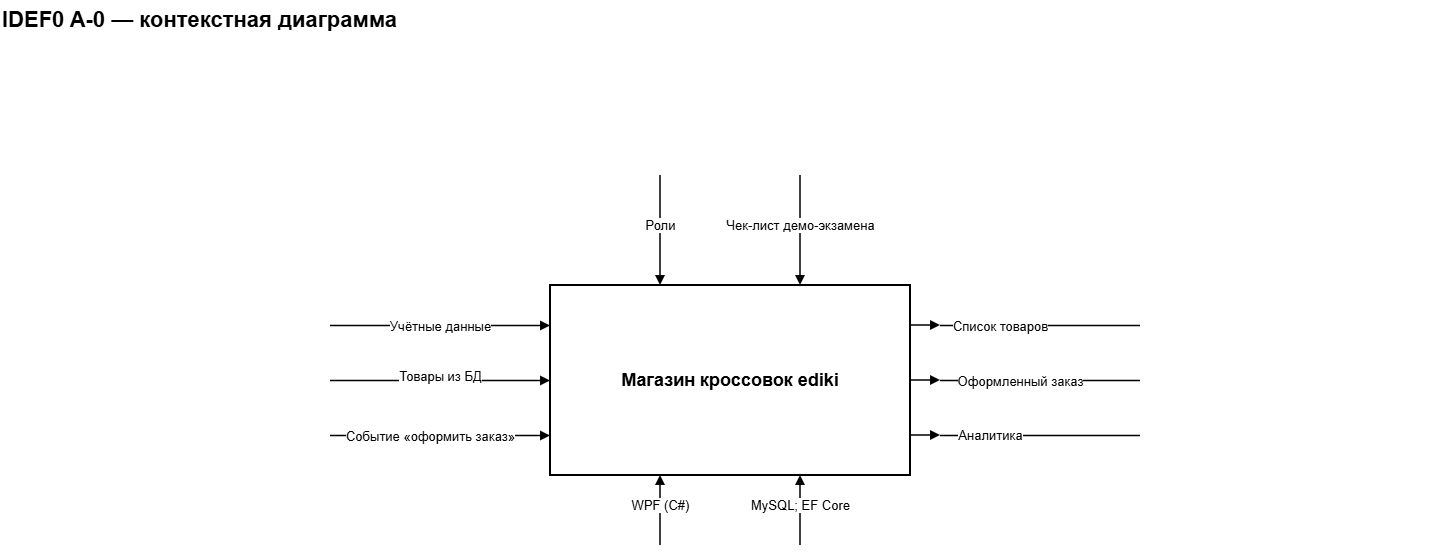 IDEF0 A-0 — контекстная диаграмма
Роли
Чек-лист демо-экзамена
Учётные данные
Список товаров
Товары из БД
Магазин кроссовок ediki
Оформленный заказ
Событие «оформить заказ»
Аналитика
WPF (C#)
MySQL; EF Core